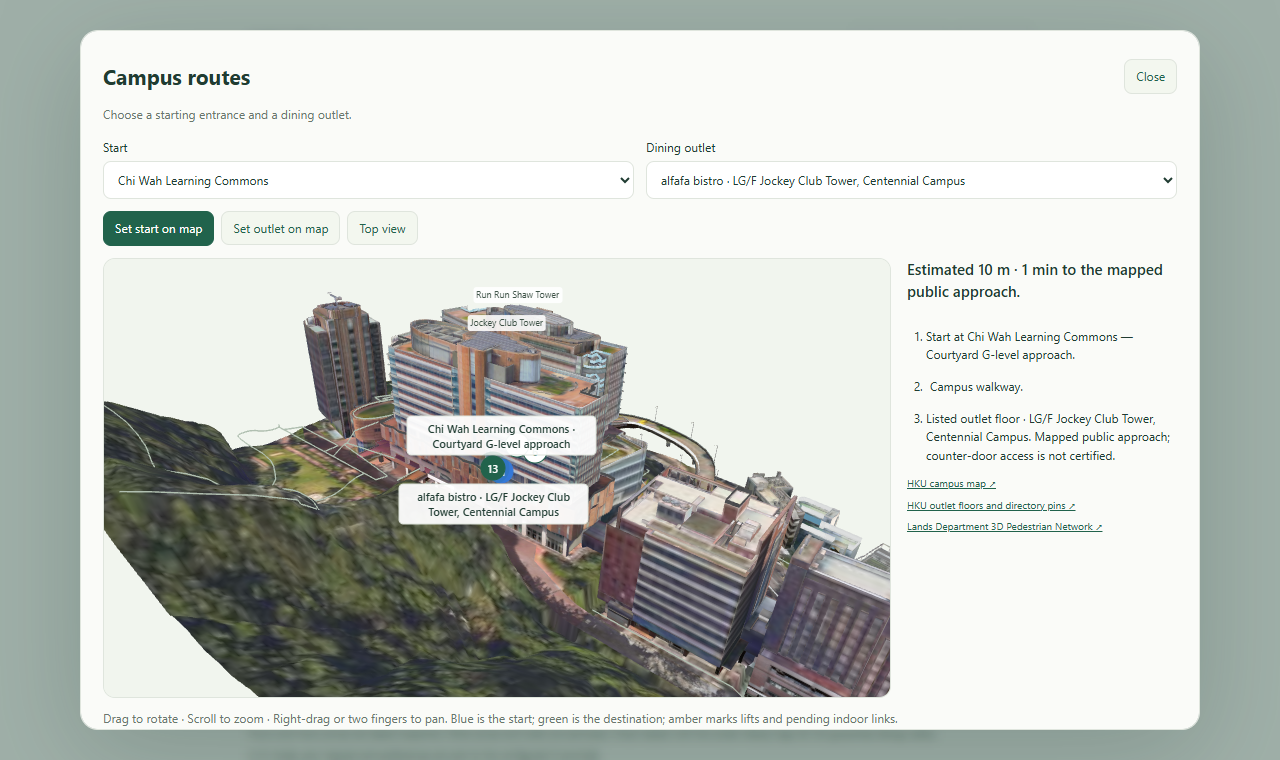 Campus routes
Close
Choose a starting entrance and a dining outlet.
Start
Dining outlet
Chi Wah Learning Commons
alfafa bistro · LG/F Jockey Club Tower, Centennial Campus
Set start on map
Set outlet on map
Top view
Run Run Shaw Tower
Jockey Club Tower
Chi Wah Learning Commons ·
Courtyard G-level approach
13
alfafa bistro · LG/F Jockey Club
Tower, Centennial Campus
Estimated 10 m · 1 min to the mapped
public approach.
1. Start at Chi Wah Learning Commons —
Courtyard G-level approach.
2. Campus walkway.
3. Listed outlet floor · LG/F Jockey Club Tower,
Centennial Campus. Mapped public approach;
counter-door access is not certified.
HKU campus map ↗
HKU outlet floors and directory pins ↗
Lands Department 3D Pedestrian Network ↗
Drag to rotate · Scroll to zoom · Right-drag or two fingers to pan. Blue is the start; green is the destination; amber marks lifts and pending indoor links.